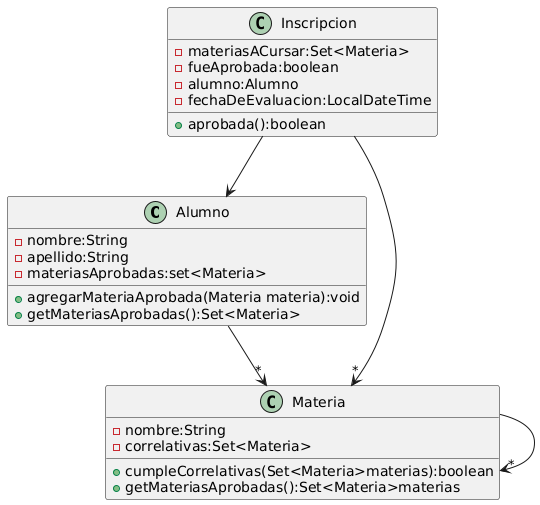 C Inscripcion
materiasACursar:Set<Materia>
fueAprobada:boolean
alumno:Alumno
fechaDeEvaluacion:LocalDateTime
aprobada():boolean
C Alumno
nombre:String
apellido:String
materiasAprobadas:set<Materia>
agregarMateriaAprobada(Materia materia):void
getMateriasAprobadas():Set<Materia>
* *
C Materia
nombre:String
correlativas:Set<Materia>
cumpleCorrelativas(Set<Materia>materias):boolean
*
getMateriasAprobadas():Set<Materia>materias